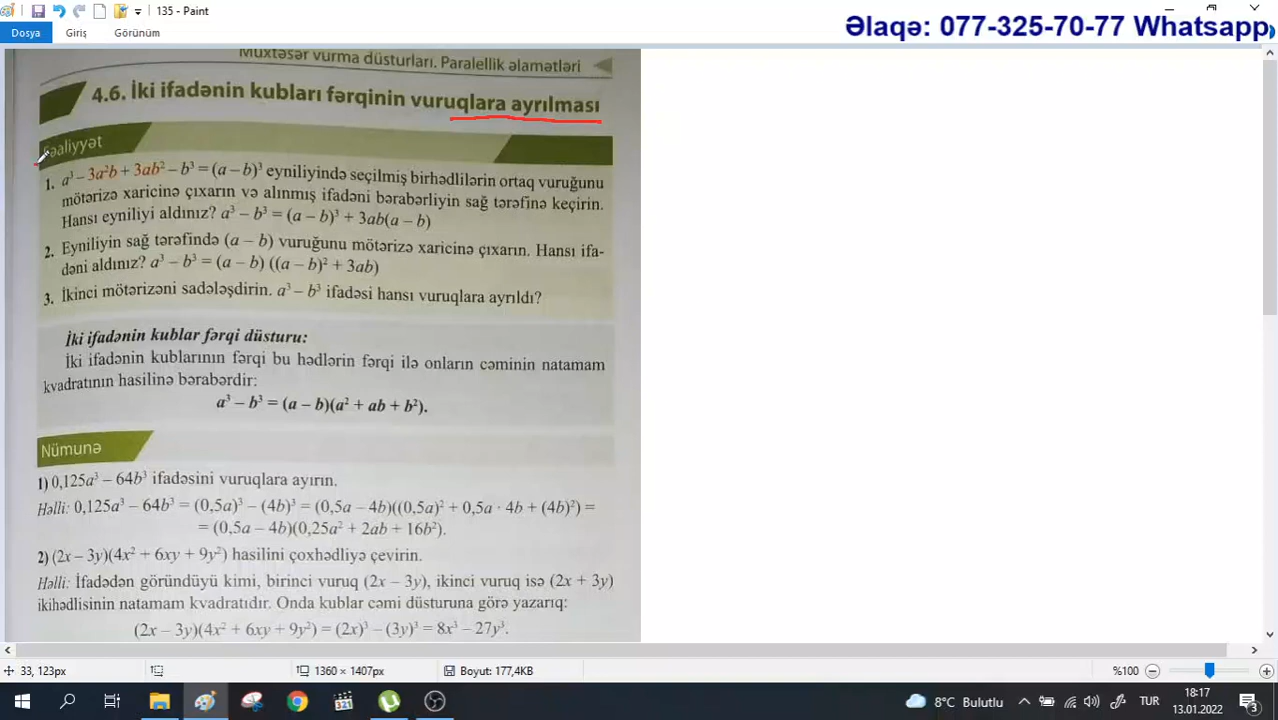 135 - Paint
Əlaqə: 077-325-70-77 Whatsapp
Dosya Giriş Görünüm
Müxtəsər vurma düsturları. Paralellik əlamətləri
4.6. İki ifadənin kubları fərqinin vuruqlara ayrılması
Fəaliyyət
1. a³ – 3a²b + 3ab² – b³ = (a – b)³ eyniliyində seçilmiş birhədlilərin ortaq vuruğunu
mötərizə xaricinə çıxarın və alınmış ifadəni bərabərliyin sağ tərəfinə keçirin.
Hansı eyniliyi aldınız? a³ – b³ = (a – b)³ + 3ab(a – b)
2. Eyniliyin sağ tərəfində (a – b) vuruğunu mötərizə xaricinə çıxarın. Hansı ifa-
dəni aldınız? a³ – b³ = (a – b) ((a – b)² + 3ab)
3. İkinci mötərizəni sadələşdirin. a³ – b³ ifadəsi hansı vuruqlara ayrıldı?
İki ifadənin kublar fərqi düsturu:
İki ifadənin kublarının fərqi bu hədlərin fərqi ilə onların cəminin natamam
kvadratının hasilinə bərabərdir:
a³ – b³ = (a – b)(a² + ab + b²).
Nümunə
1) 0,125a³ – 64b³ ifadəsini vuruqlara ayırın.
Həlli: 0,125a³ – 64b³ = (0,5a)³ – (4b)³ = (0,5a – 4b)((0,5a)² + 0,5a · 4b + (4b)²) =
= (0,5a – 4b)(0,25a² + 2ab + 16b²).
2) (2x – 3y)(4x² + 6xy + 9y²) hasilini çoxhədliyə çevirin.
Həlli: İfadədən göründüyü kimi, birinci vuruq (2x – 3y), ikinci vuruq isə (2x + 3y)
ikihədlisinin natamam kvadratıdır. Onda kublar cəmi düsturuna görə yazarıq:
(2x – 3y)(4x² + 6xy + 9y²) = (2x)³ – (3y)³ = 8x³ – 27y³.
33, 123px 1360 × 1407px Boyut: 177,4KB %100
8°C Bulutlu TUR 18:17
13.01.2022 3